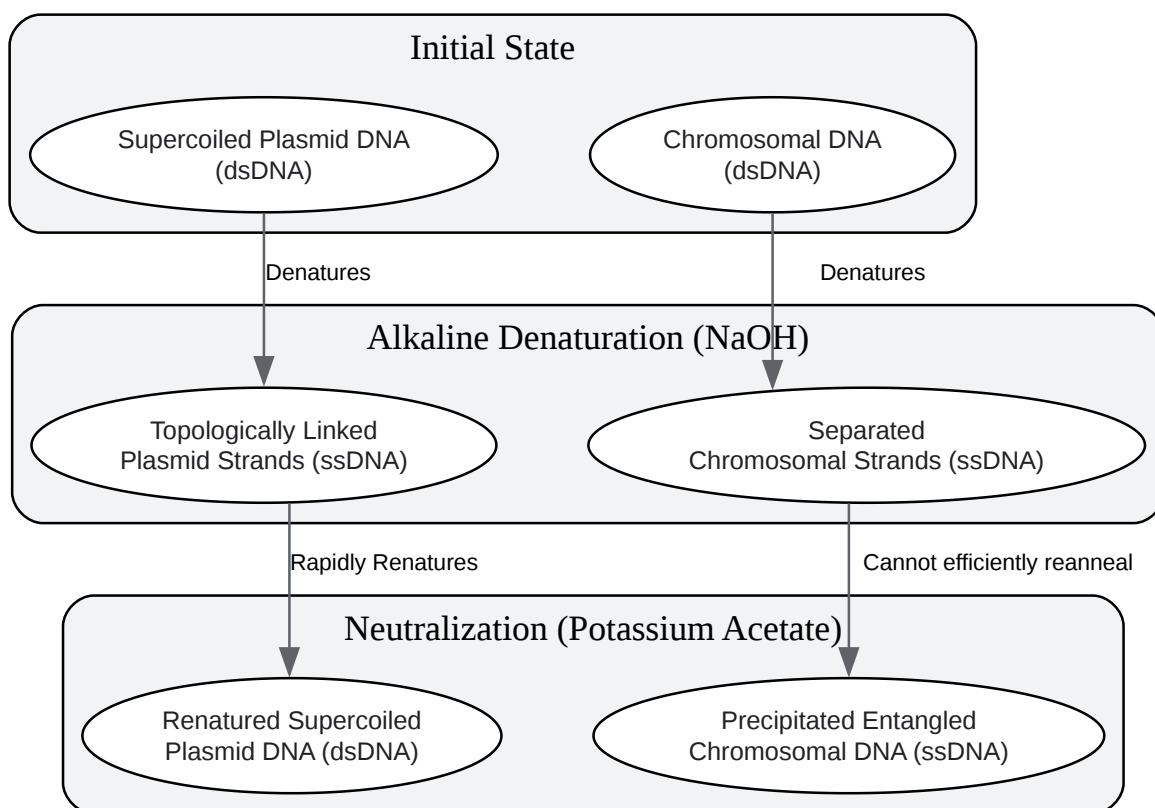 Initial State
Supercoiled Plasmid DNA
(dsDNA)
Chromosomal DNA
(dsDNA)
Denatures
Denatures
Alkaline Denaturation (NaOH)
Topologically Linked
Plasmid Strands (ssDNA)
Separated
Chromosomal Strands (ssDNA)
Rapidly Renatures
Cannot efficiently reanneal
Neutralization (Potassium Acetate)
Renatured Supercoiled
Plasmid DNA (dsDNA)
Precipitated Entangled
Chromosomal DNA (ssDNA)